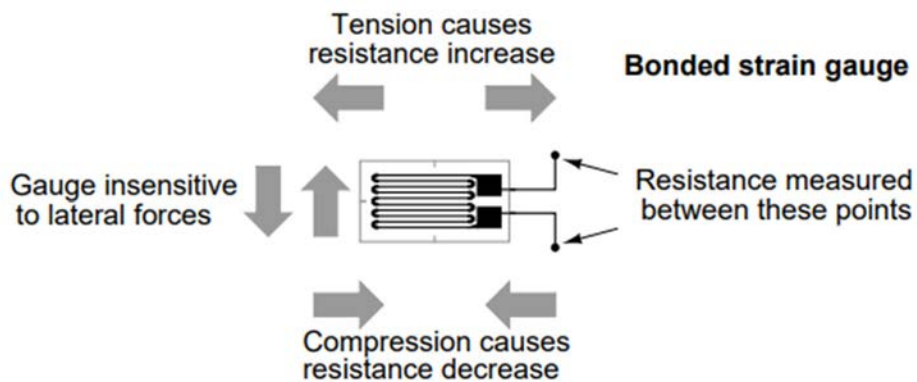 Tension causes
resistance increase
Bonded strain gauge
Gauge insensitive
to lateral forces
Resistance measured
between these points
Compression causes
resistance decrease